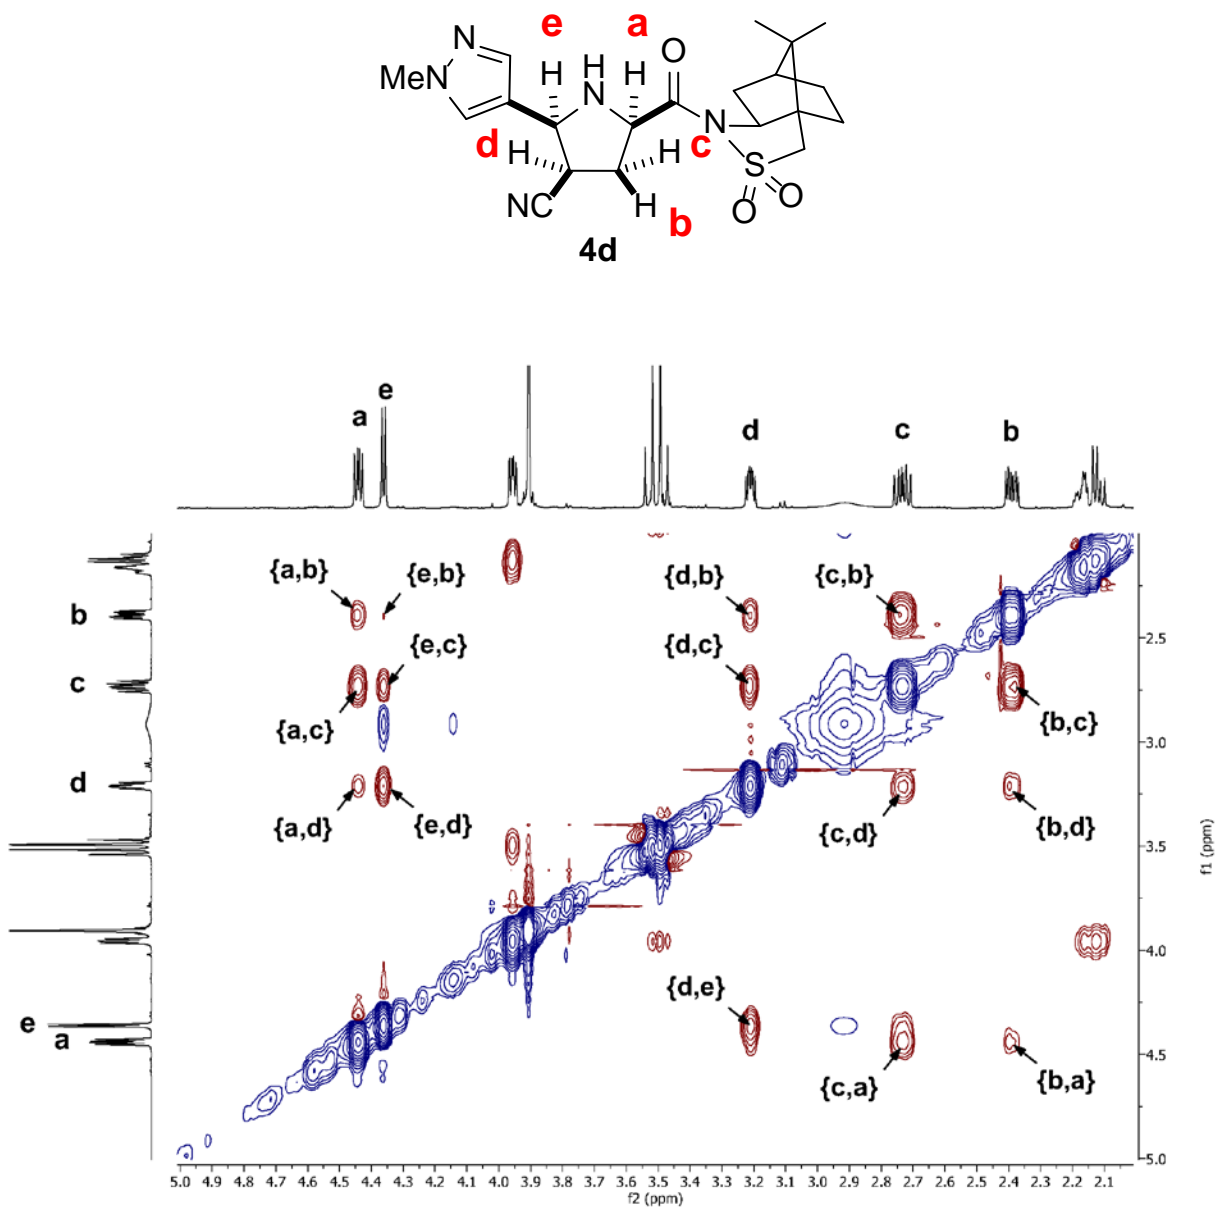 e a
N H H H O
MeN N
N
d H H c
S
NC H O O
b
4d
a e d c b
{a,b} {e,b} {d,b} {c,b}
b
2.5
{e,c} {d,c}
c
{a,c} {b,c}
3.0
d
{a,d} {e,d} {c,d} {b,d}
3.5
f1 (ppm)
4.0
{d,e}
e
a
4.5
{c,a} {b,a}
5.0
5.0 4.9 4.8 4.7 4.6 4.5 4.4 4.3 4.2 4.1 4.0 3.9 3.8 3.7 3.6 3.5 3.4 3.3 3.2 3.1 3.0 2.9 2.8 2.7 2.6 2.5 2.4 2.3 2.2 2.1
f2 (ppm)